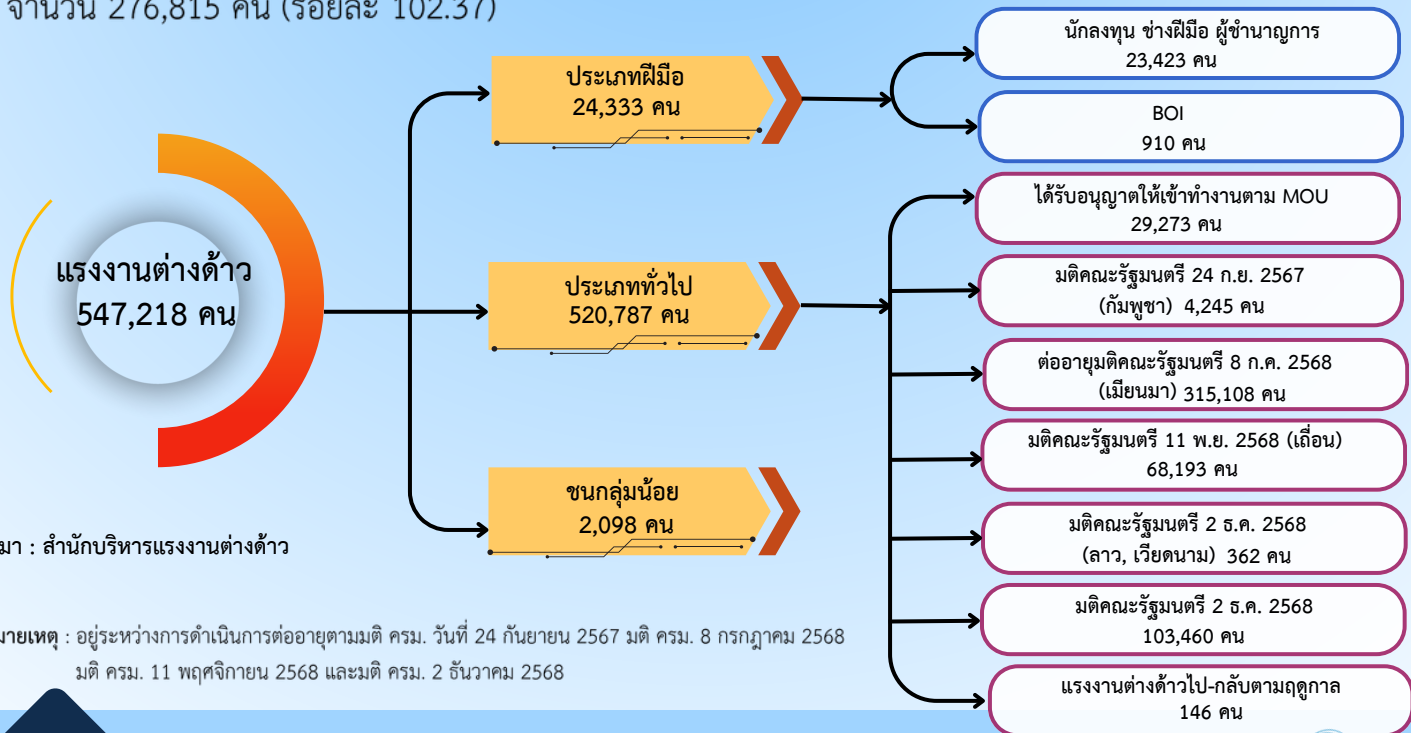 จำนวน 276,815 คน (ร้อยละ 102.37)
แรงงานต่างด้าว
547,218 คน
ประเภทฝีมือ
24,333 คน
นักลงทุน ช่างฝีมือ ผู้ชำนาญการ
23,423 คน
BOI
910 คน
ประเภททั่วไป
520,787 คน
ได้รับอนุญาตให้เข้าทำงานตาม MOU
29,273 คน
มติคณะรัฐมนตรี 24 ก.ย. 2567
(กัมพูชา) 4,245 คน
ต่ออายุมติคณะรัฐมนตรี 8 ก.ค. 2568
(เมียนมา) 315,108 คน
มติคณะรัฐมนตรี 11 พ.ย. 2568 (เถื่อน)
68,193 คน
มติคณะรัฐมนตรี 2 ธ.ค. 2568
(ลาว, เวียดนาม) 362 คน
มติคณะรัฐมนตรี 2 ธ.ค. 2568
103,460 คน
แรงงานต่างด้าวไป-กลับตามฤดูกาล
146 คน
ชนกลุ่มน้อย
2,098 คน
มา : สำนักบริหารแรงงานต่างด้าว
มายเหตุ : อยู่ระหว่างการดำเนินการต่ออายุตามมติ ครม. วันที่ 24 กันยายน 2567 มติ ครม. 8 กรกฎาคม 2568
มติ ครม. 11 พฤศจิกายน 2568 และมติ ครม. 2 ธันวาคม 2568